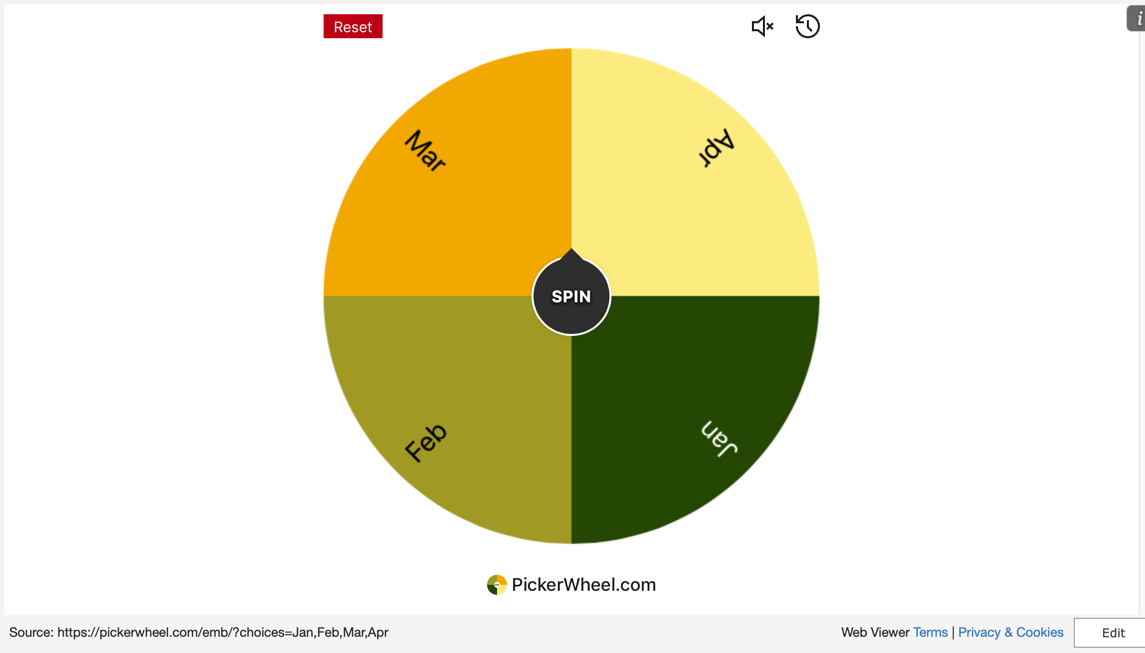 Reset
Mar
Apr
SPIN
Feb
Jan
PickerWheel.com
Source: https://pickerwheel.com/emb/?choices=Jan,Feb,Mar,Apr
Web Viewer Terms | Privacy & Cookies
Edit
i